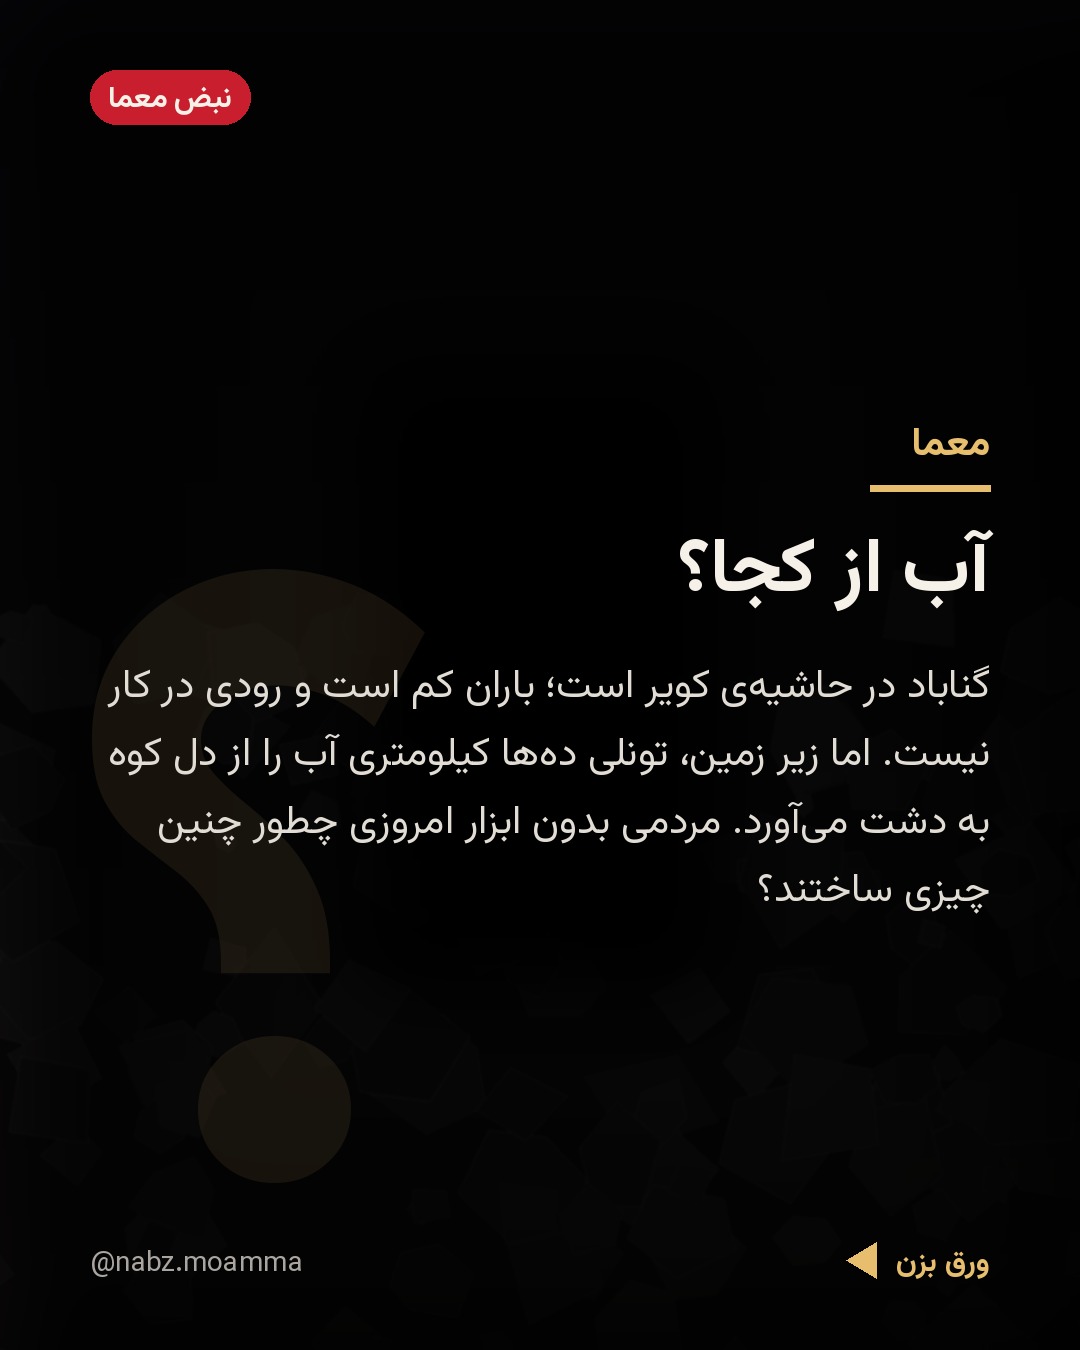 نبض معما
معما
آب از کجا؟
گناباد در حاشیه‌ی کویر است؛ باران کم است و رودی در کار
نیست. اما زیر زمین، تونلی ده‌ها کیلومتری آب را از دل کوه
به دشت می‌آورد. مردمی بدون ابزار امروزی چطور چنین
چیزی ساختند؟
ورق بزن
@nabz.moamma